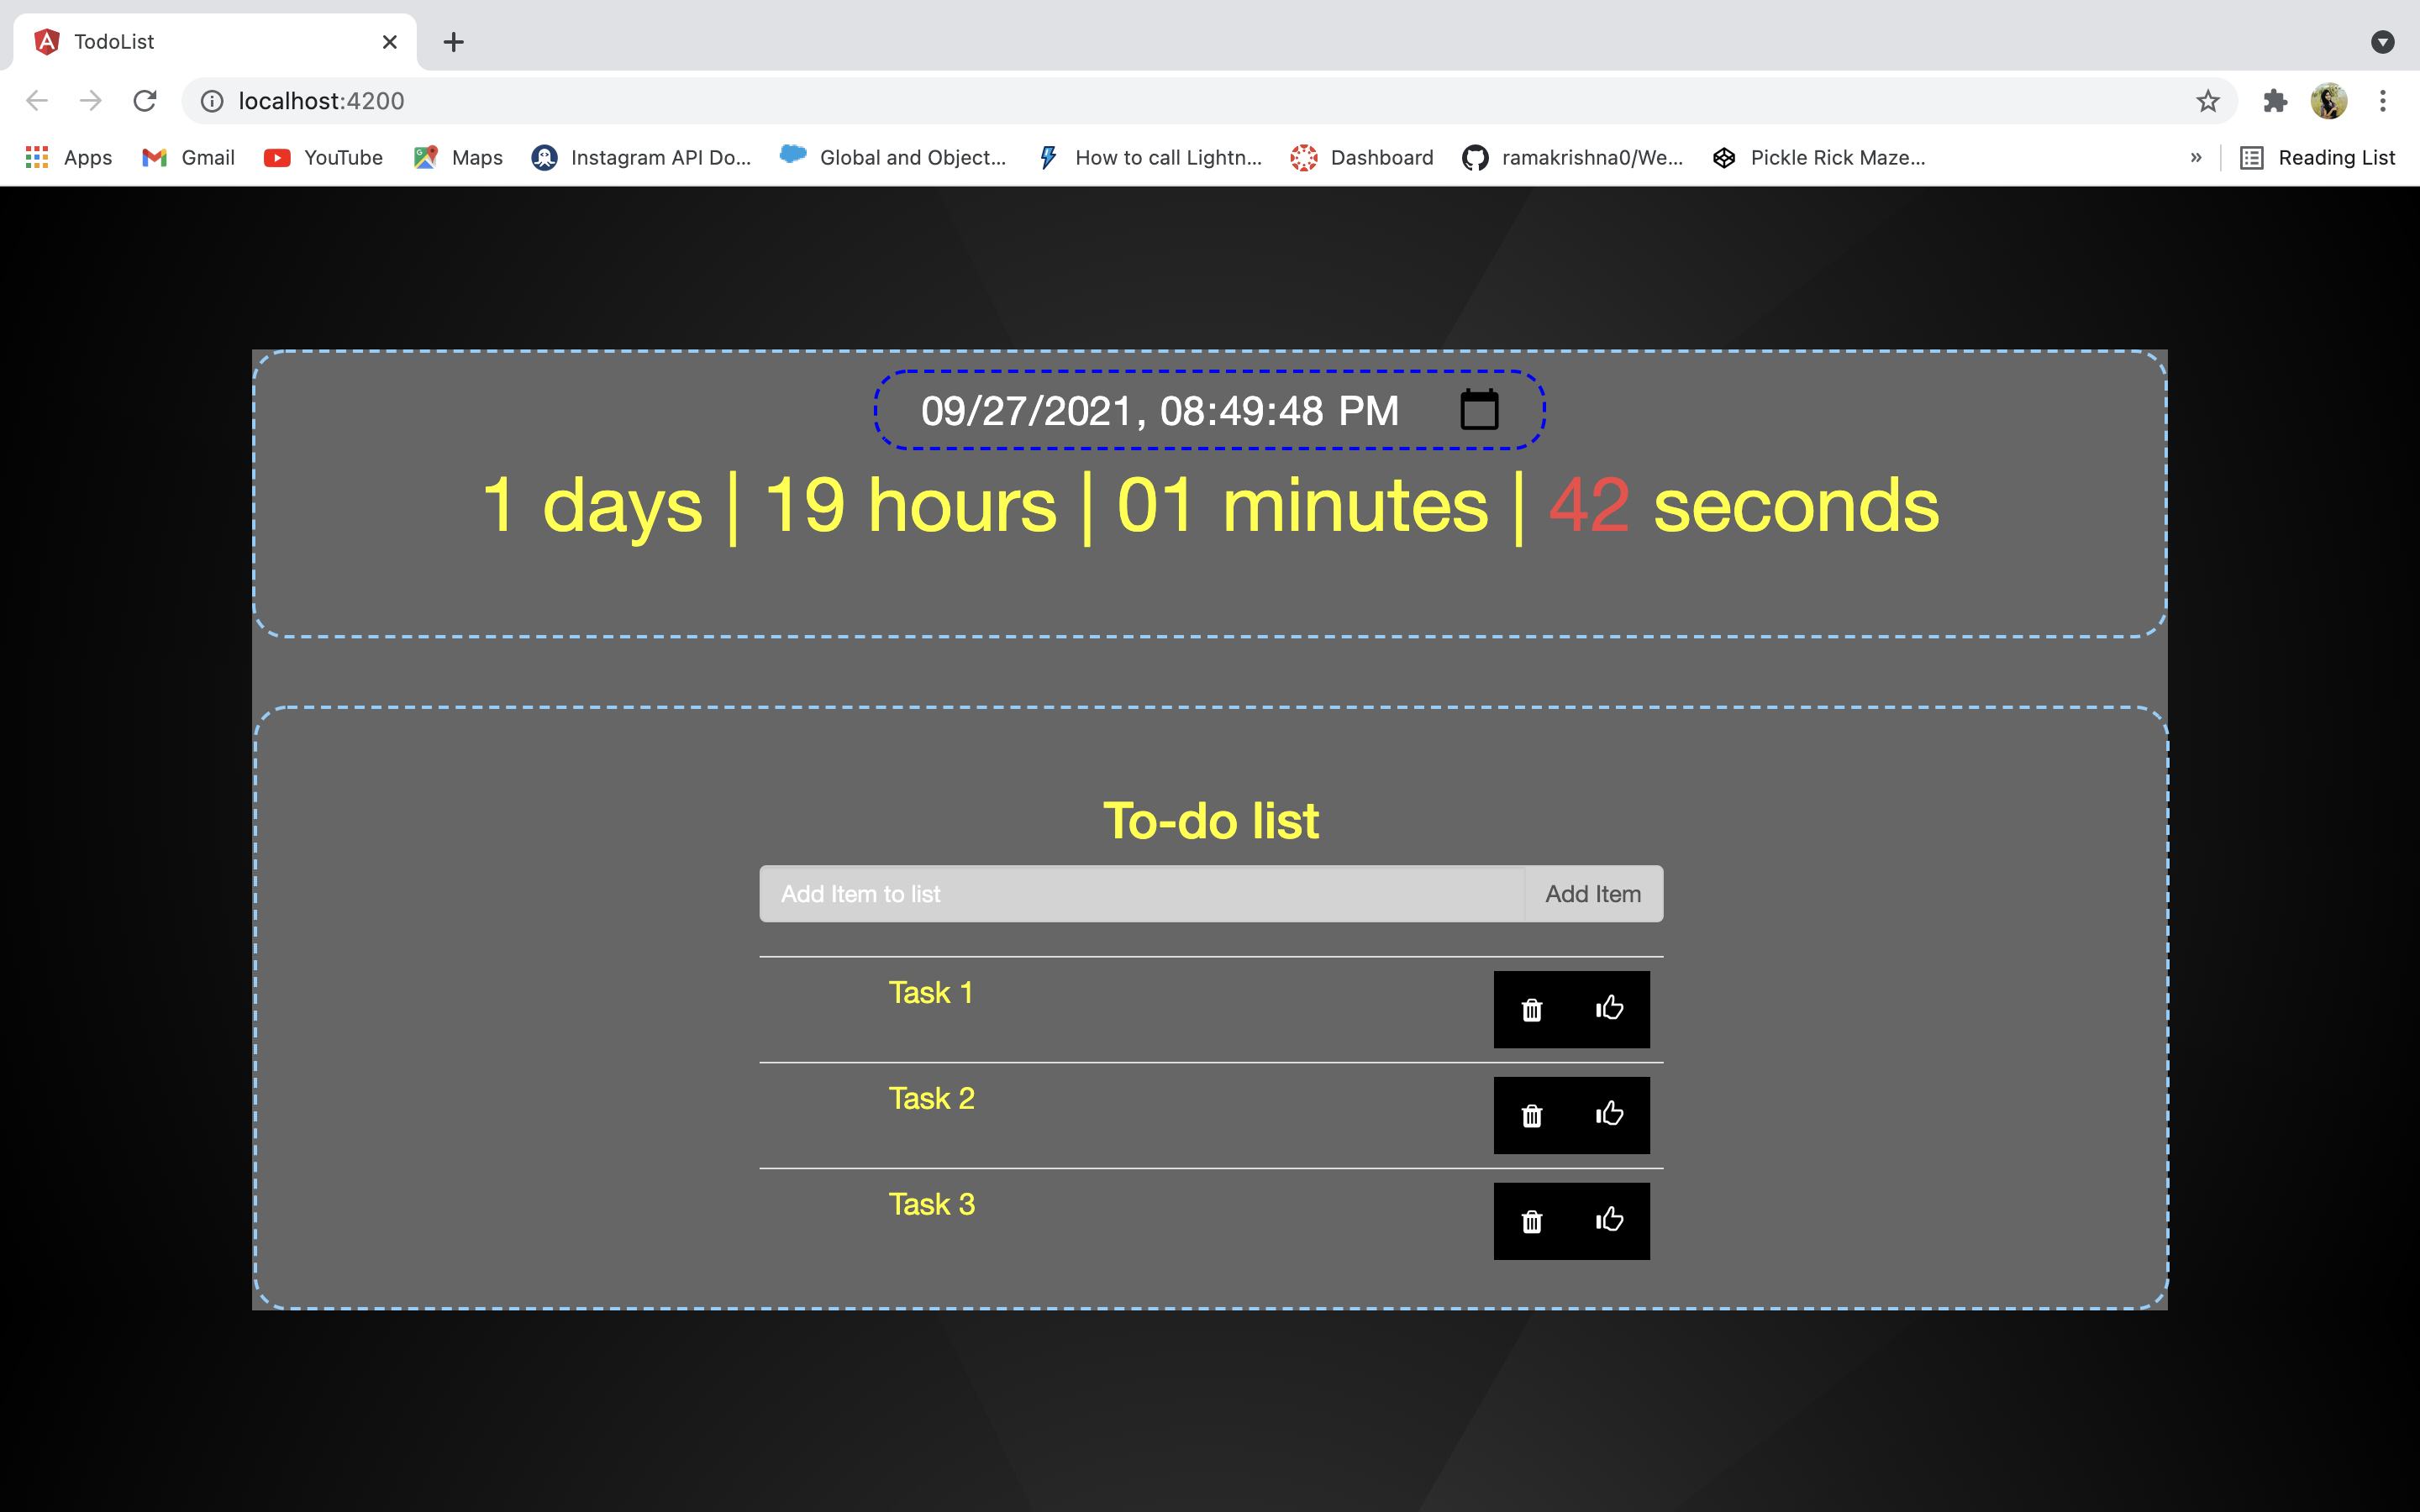 TodoList
localhost:4200
Apps Gmail YouTube Maps Instagram API Do... Global and Object... How to call Lightn... Dashboard ramakrishna0/We... Pickle Rick Maze... » Reading List
09/27/2021, 08:49:48 PM
1 days | 19 hours | 01 minutes | 42 seconds
To-do list
Add Item to list Add Item
Task 1
Task 2
Task 3